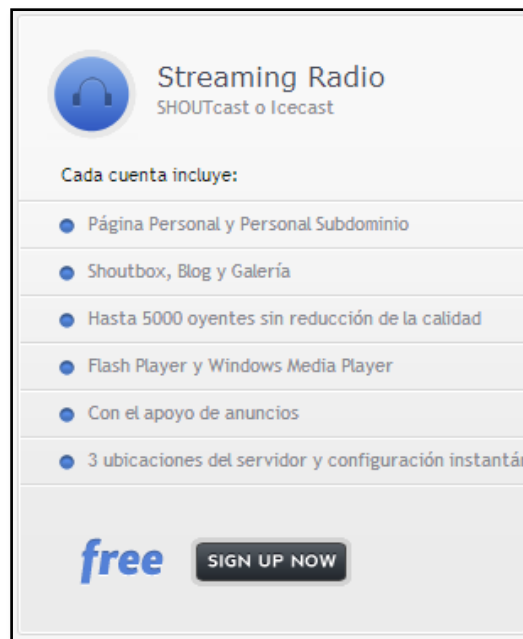 Streaming Radio
SHOUTcast o Icecast
Cada cuenta incluye:
Página Personal y Personal Subdominio
Shoutbox, Blog y Galería
Hasta 5000 oyentes sin reducción de la calidad
Flash Player y Windows Media Player
Con el apoyo de anuncios
3 ubicaciones del servidor y configuración
free SIGN UP NOW